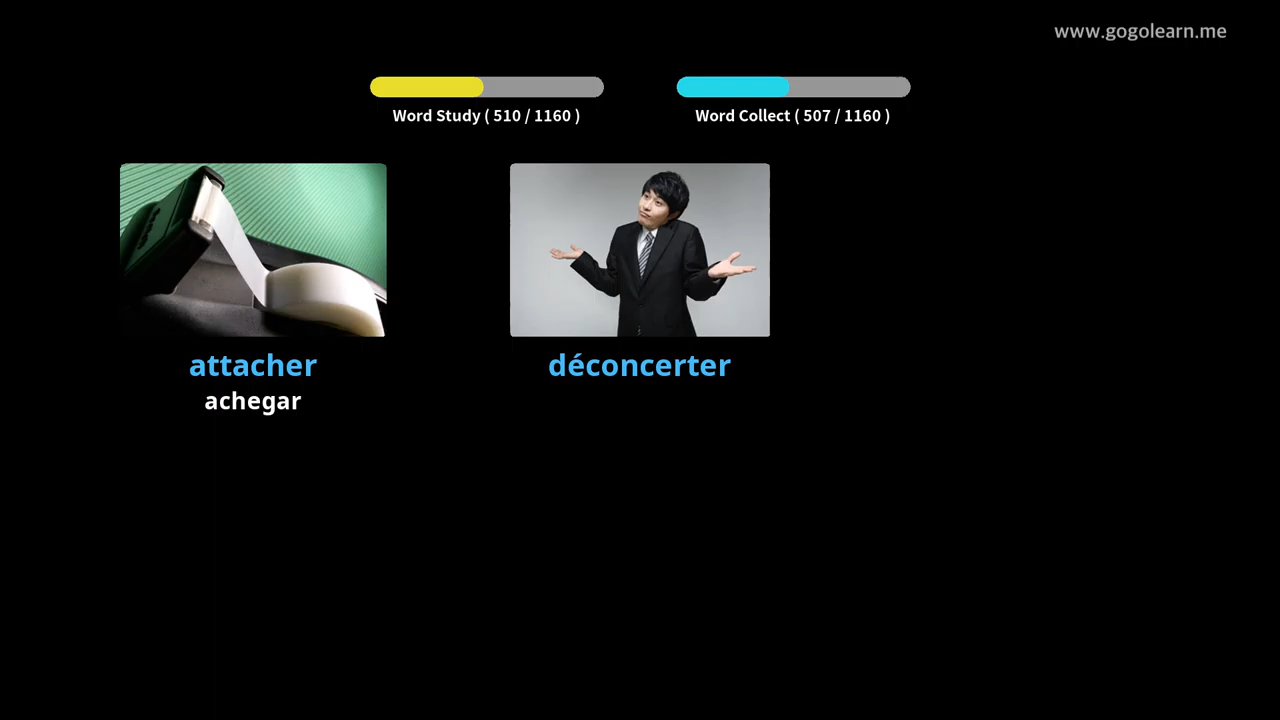 www.gogolearn.me
Word Study ( 510 / 1160 )
Word Collect ( 507 / 1160 )
attacher
achegar
déconcerter